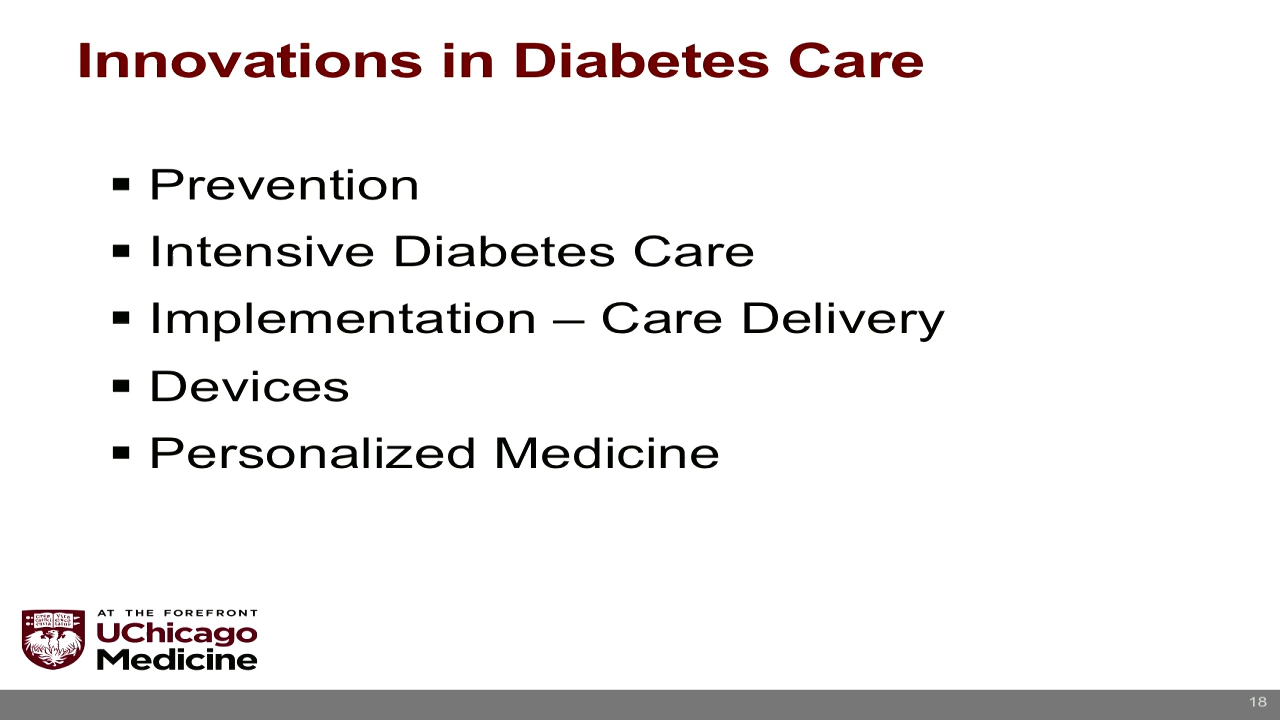 Innovations in Diabetes Care
▪ Prevention
▪ Intensive Diabetes Care
▪ Implementation – Care Delivery
▪ Devices
▪ Personalized Medicine
AT THE FOREFRONT
UChicago
Medicine
18